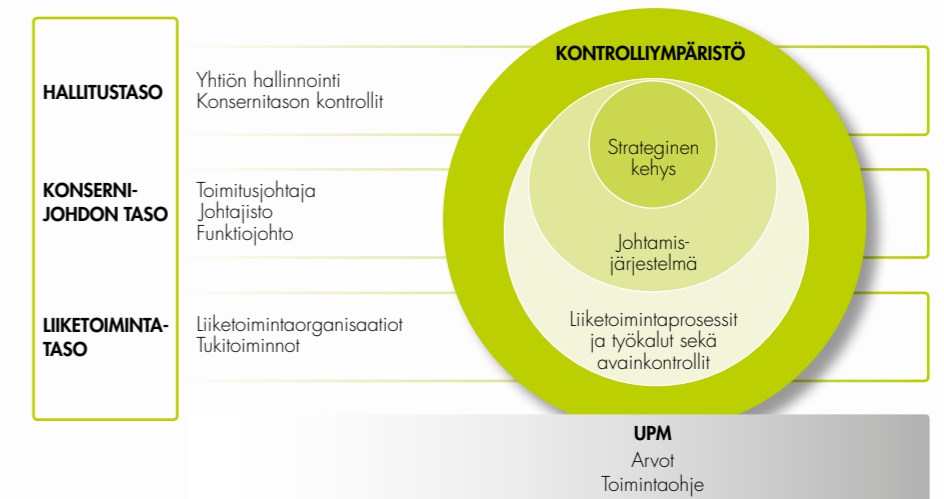 KONTROLLIYMPÄRISTÖ
HALLITUSTASO
Yhtiön hallinnointi
Konsernitason kontrollit
Strateginen
kehys
KONSERNI-
JOHDON TASO
Toimitusjohtaja
Johtajisto
Funktiojohto
Johtamis-
järjestelmä
LIIKETOIMINTA-
TASO
Liiketoimintaorganisaatiot
Tukitoiminnot
Liiketoimintaprosessit
ja työkalut sekä
avainkontrollit
UPM
Arvot
Toimintaohje